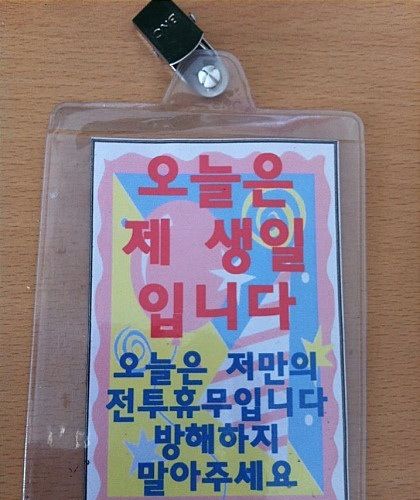 ONE
오늘은
제 생일
입니다
오늘은 저만의
전투휴무입니다
방해하지
말아주세요